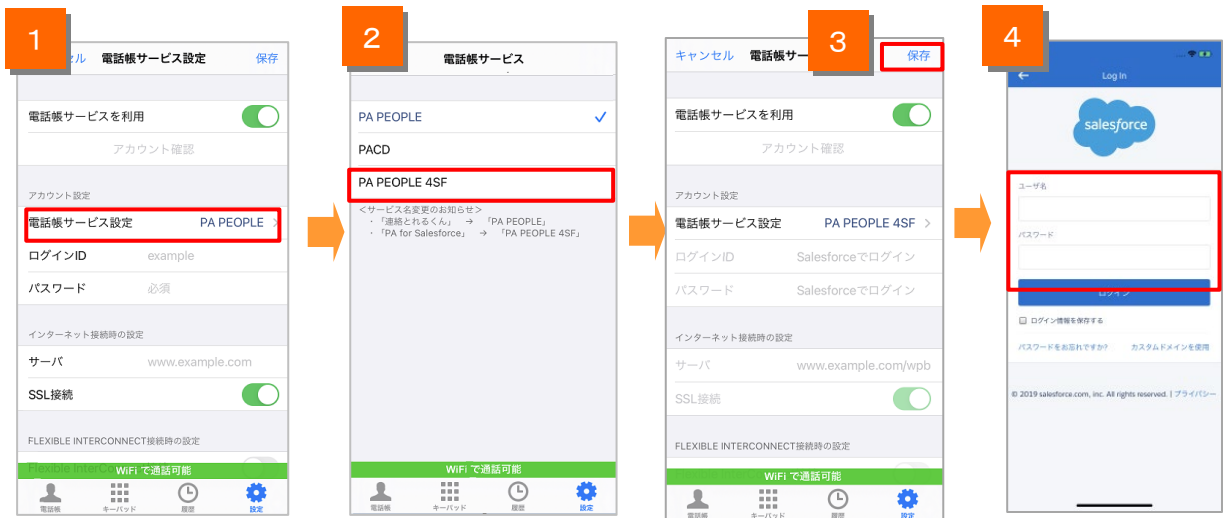 1
電話帳サービス設定 保存
電話帳サービスを利用
アカウント確認
アカウント設定
電話帳サービス設定 PA PEOPLE >
ログインID example
パスワード 必須
インターネット接続時の設定
サーバ www.example.com
SSL接続
FLEXIBLE INTERCONNECT接続時の設定
WiFi で通話可能
電話帳 キーパッド 履歴 設定
2
電話帳サービス
PA PEOPLE ✓
PACD
PA PEOPLE 4SF
<サービス名変更のお知らせ>
・「連絡とれるくん」 → 「PA PEOPLE」
・「PA for Salesforce」 → 「PA PEOPLE 4SF」
WiFi で通話可能
電話帳 キーパッド 履歴 設定
3
キャンセル 電話帳サー 保存
電話帳サービスを利用
アカウント確認
アカウント設定
電話帳サービス設定 PA PEOPLE 4SF >
ログインID Salesforceでログイン
パスワード Salesforceでログイン
インターネット接続時の設定
サーバ www.example.com/wpb
SSL接続
FLEXIBLE INTERCONNECT接続時の設定
WiFi で通話可能
電話帳 キーパッド 履歴 設定
4
← Log In
salesforce
ユーザ名
パスワード
ログイン
ログイン情報を保存する
パスワードをお忘れですか? カスタムドメインを使用
© 2019 salesforce.com, inc. All rights reserved. | プライバシー